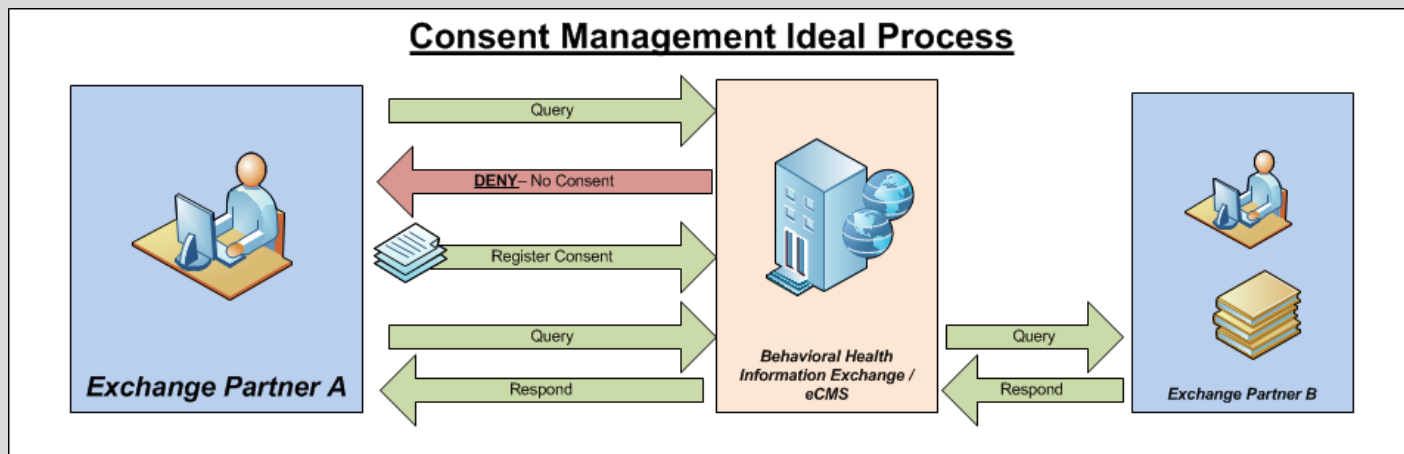 Consent Management Ideal Process
Query
DENY– No Consent
Register Consent
Query
Respond
Exchange Partner A
Behavioral Health
Information Exchange /
eCMS
Query
Respond
Exchange Partner B